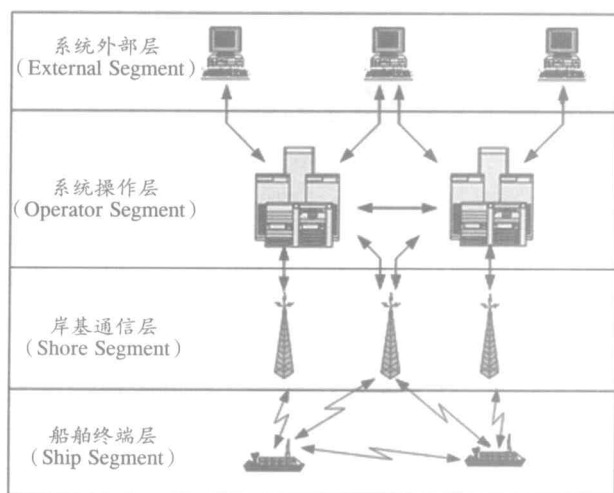 系统外部层
（External Segment）
系统操作层
（Operator Segment）
岸基通信层
（Shore Segment）
船舶终端层
（Ship Segment）